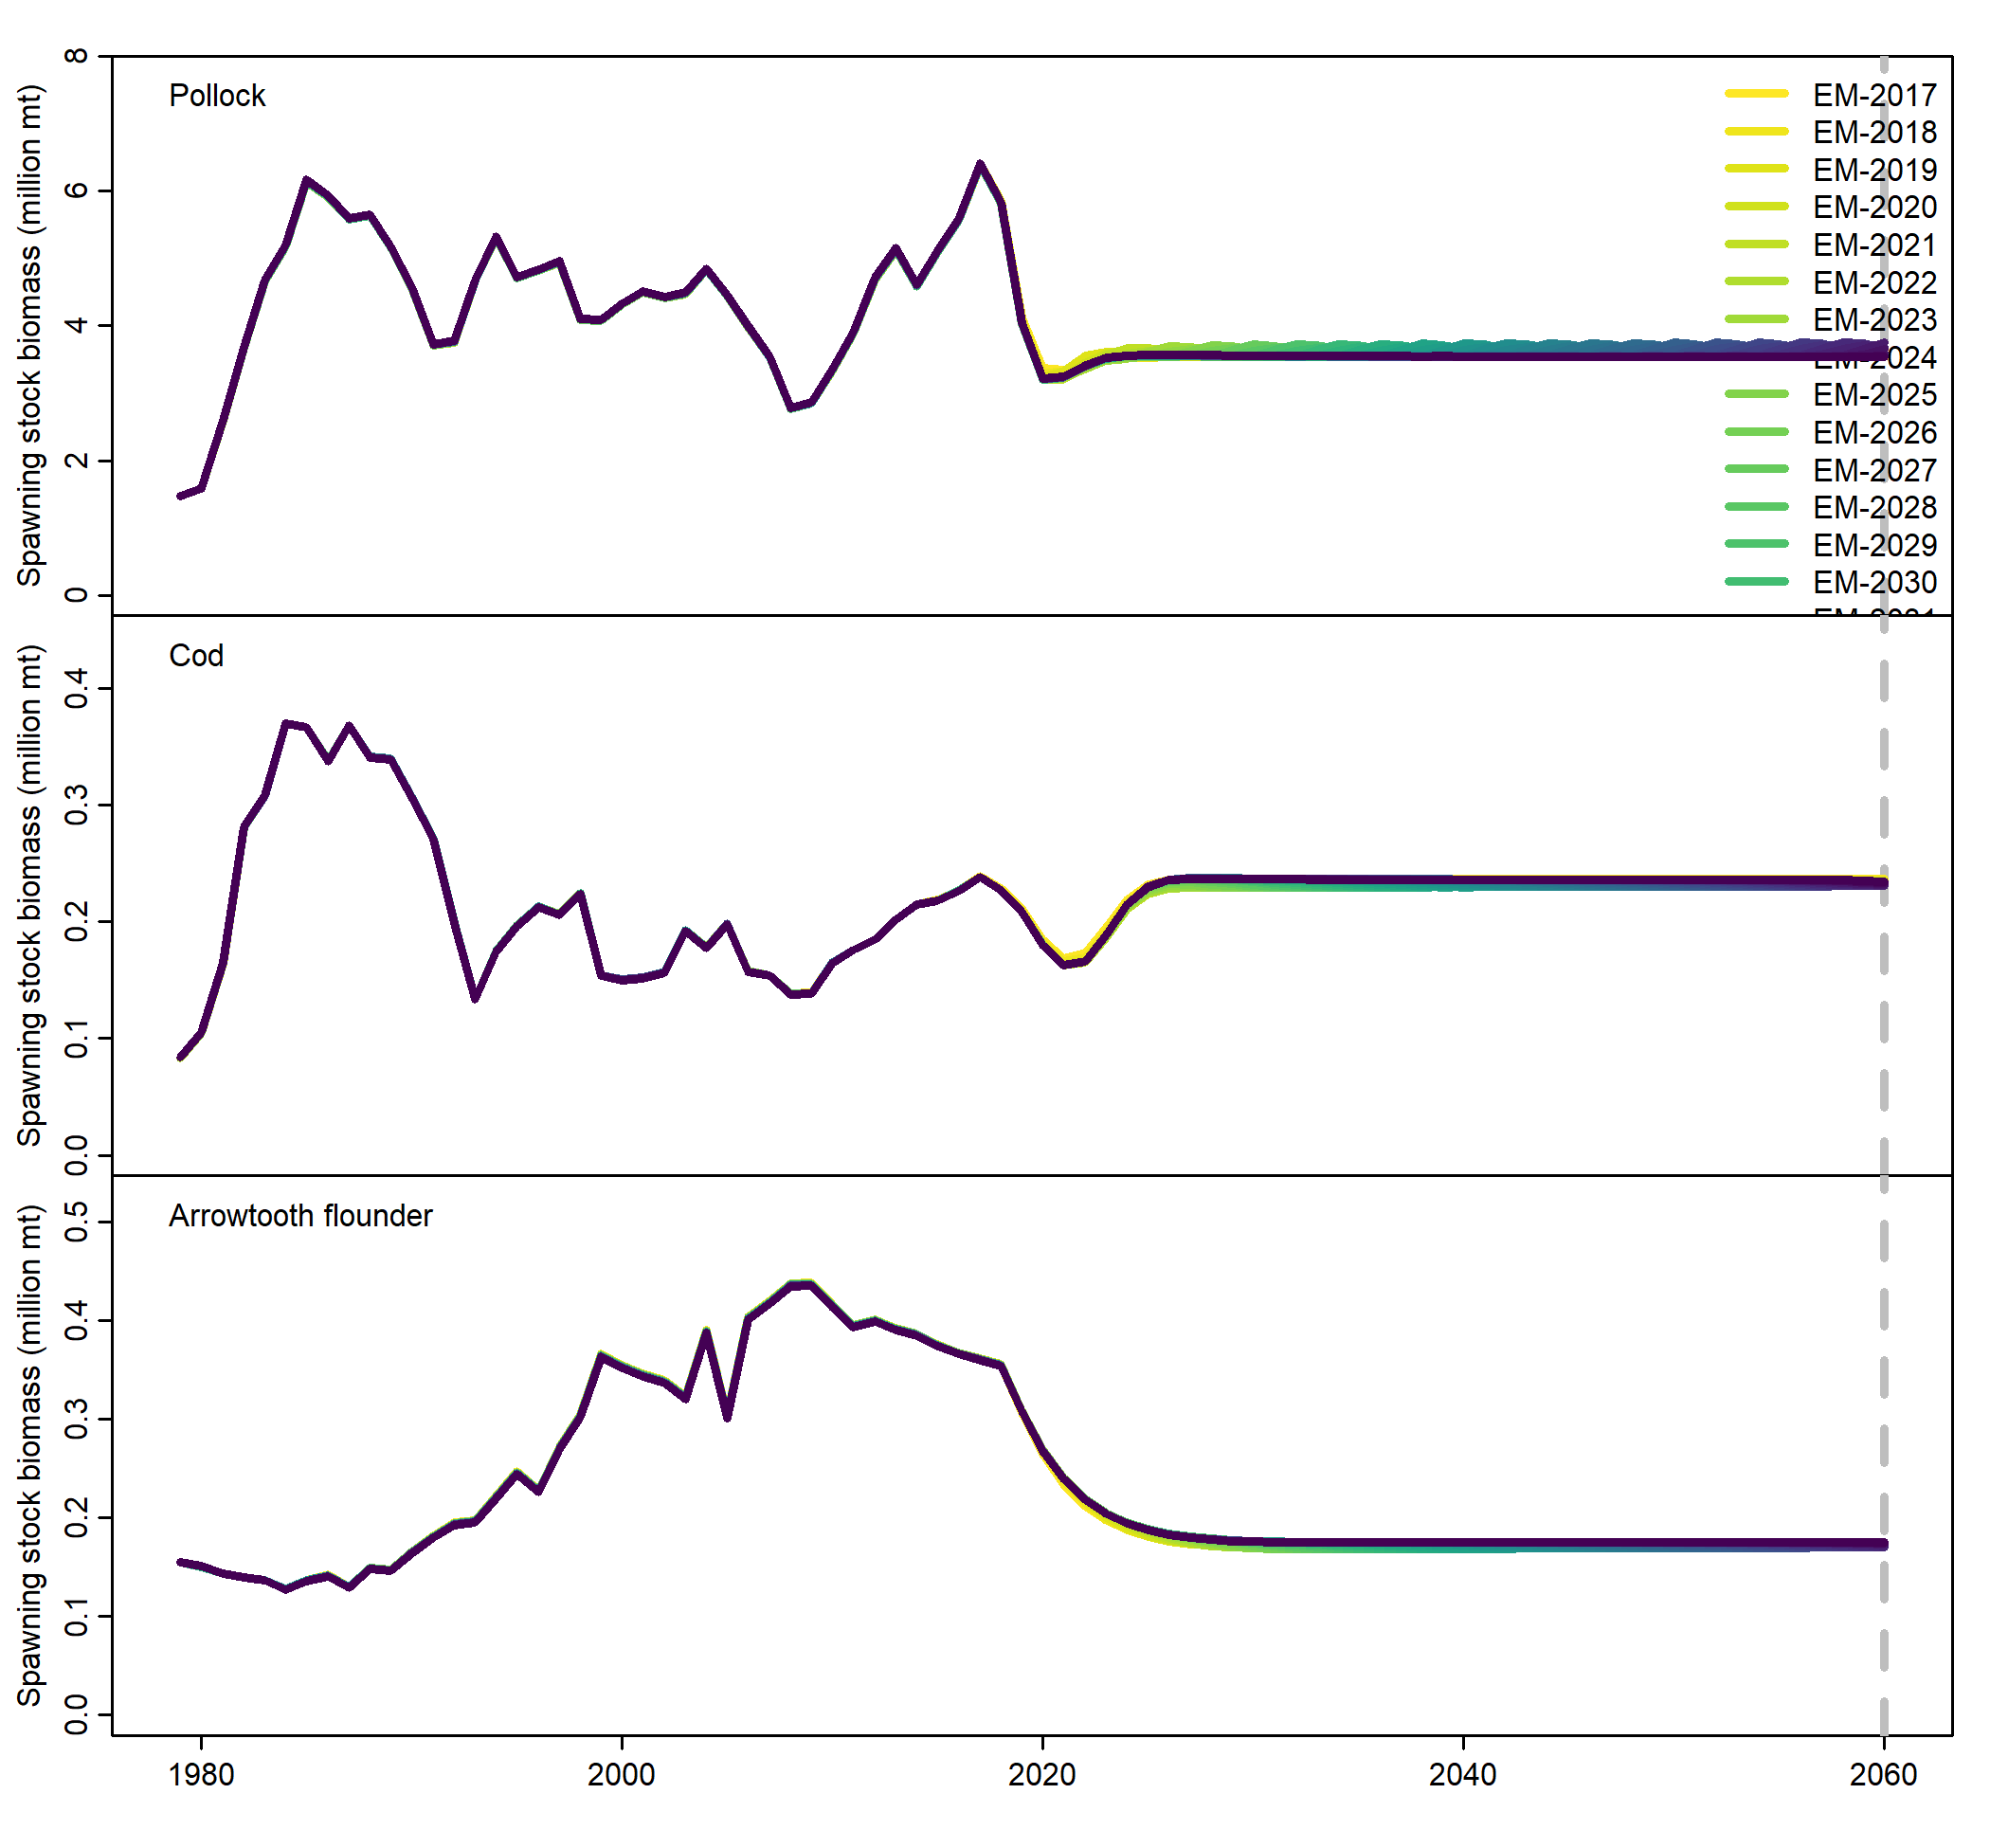 Pollock
Spawning stock biomass (million mt)
8
6
4
2
0
EM-2017
EM-2018
EM-2019
EM-2020
EM-2021
EM-2022
EM-2023
EM-2024
EM-2025
EM-2026
EM-2027
EM-2028
EM-2029
EM-2030
Cod
Spawning stock biomass (million mt)
0.4
0.3
0.2
0.1
0.0
Arrowtooth flounder
Spawning stock biomass (million mt)
0.5
0.4
0.3
0.2
0.1
0.0
1980 2000 2020 2040 2060